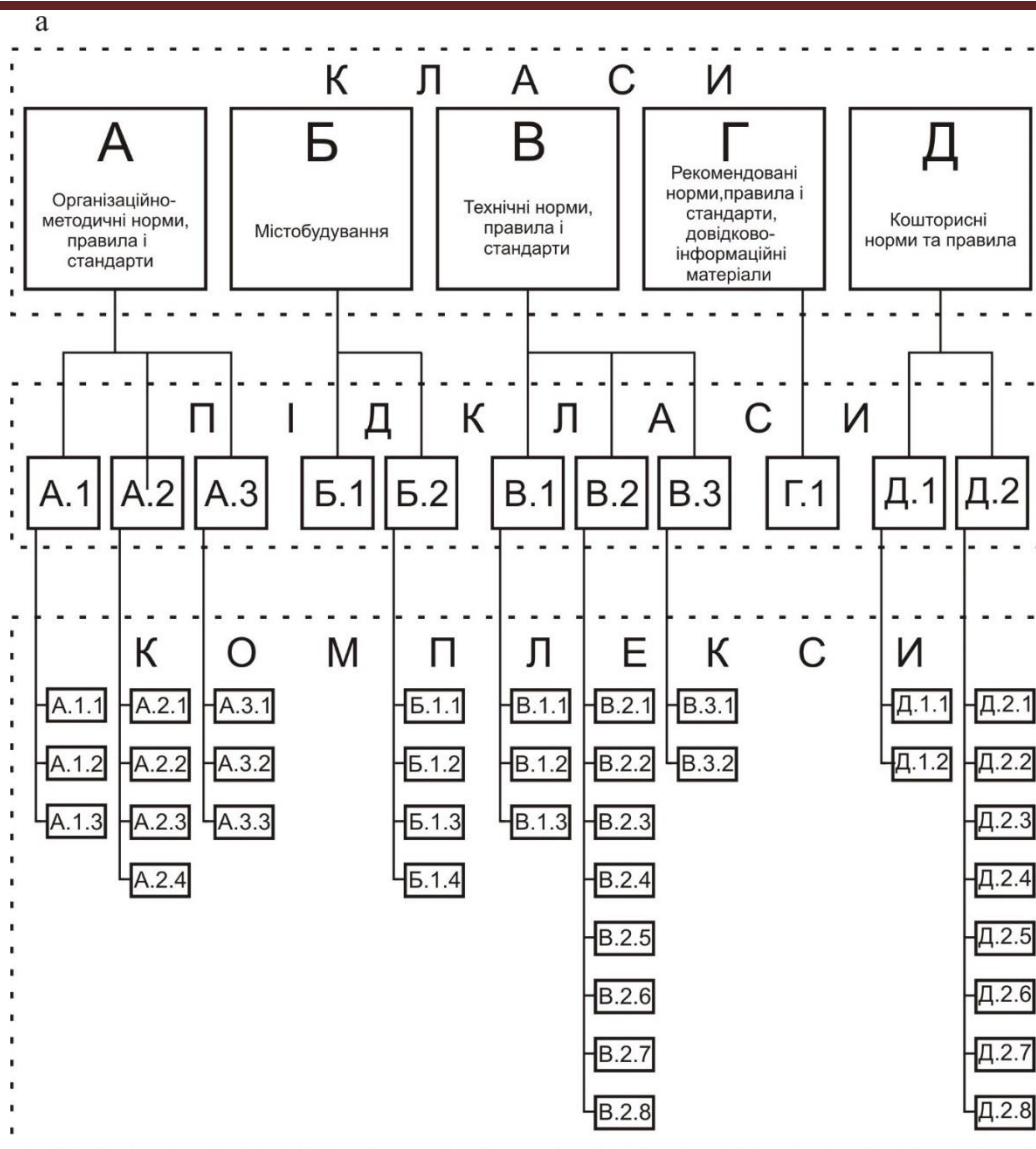 а
К Л А С И
А
Організаційно-
методичні норми,
правила і
стандарти
Б
Містобудування
В
Технічні норми,
правила і
стандарти
Г
Рекомендовані
норми,правила і
стандарти,
довідково-
інформаційні
матеріали
Д
Кошторисні
норми та правила
П І Д К Л А С И
А.1 А.2 А.3 Б.1 Б.2 В.1 В.2 В.3 Г.1 Д.1 Д.2
К О М П Л Е К С И
А.1.1 А.2.1 А.3.1 Б.1.1 В.1.1 В.2.1 В.3.1 Д.1.1 Д.2.1
А.1.2 А.2.2 А.3.2 Б.1.2 В.1.2 В.2.2 В.3.2 Д.1.2 Д.2.2
А.1.3 А.2.3 А.3.3 Б.1.3 В.1.3 В.2.3 Д.2.3
А.2.4 Б.1.4 В.2.4 Д.2.4
В.2.5 Д.2.5
В.2.6 Д.2.6
В.2.7 Д.2.7
В.2.8 Д.2.8